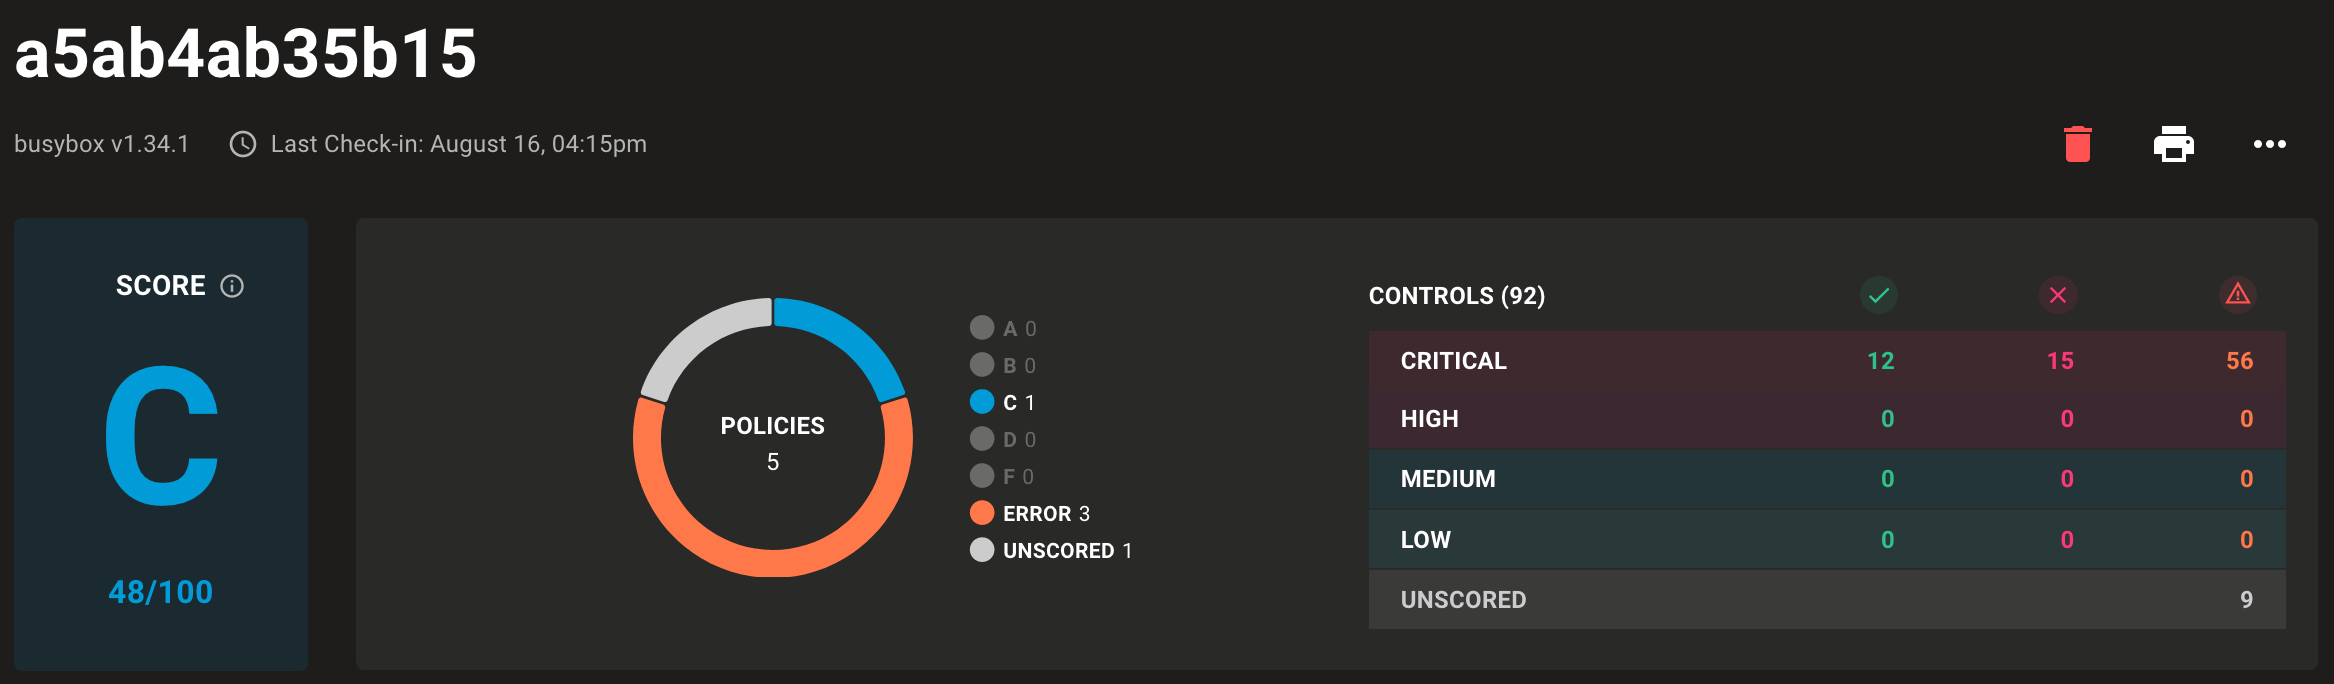 a5ab4ab35b15
busybox v1.34.1 Last Check-in: August 16, 04:15pm
SCORE
C
48/100
POLICIES
5
A 0
B 0
C 1
D 0
F 0
ERROR 3
UNSCORED 1
CONTROLS (92)
CRITICAL 12 15 56
HIGH 0 0 0
MEDIUM 0 0 0
LOW 0 0 0
UNSCORED 9